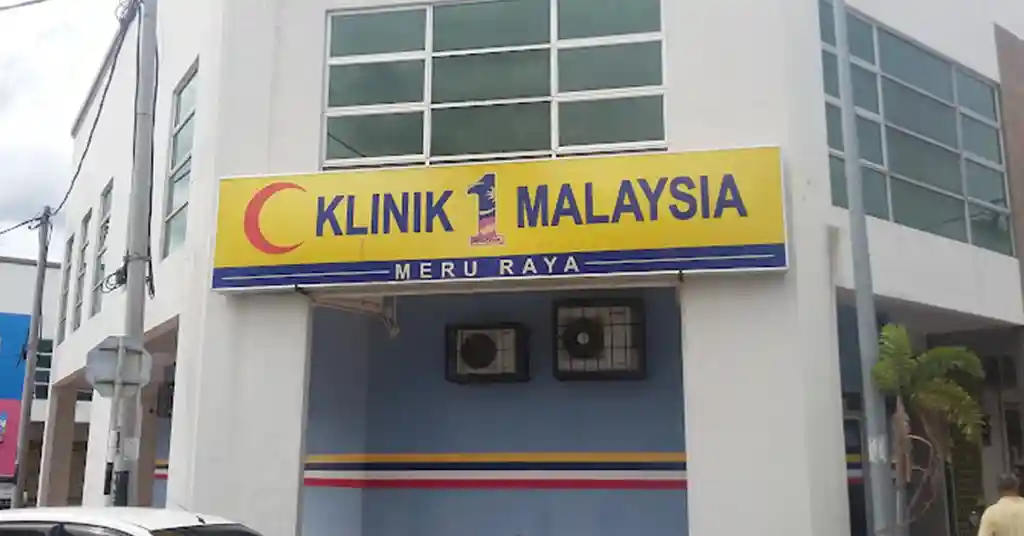 KLINIK 1 MALAYSIA
MERU RAYA